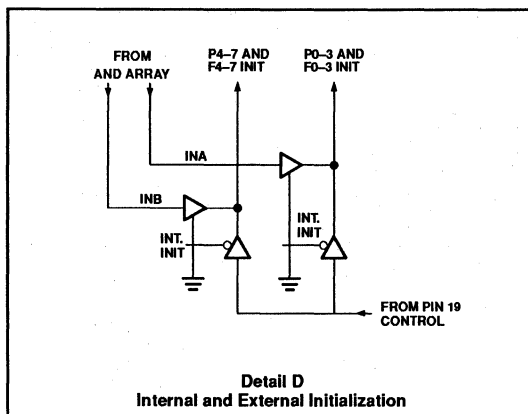 FROM
AND ARRAY
P4–7 AND
F4–7 INIT
P0–3 AND
F0–3 INIT
INA
INB
INT.
INIT
INT.
INIT
FROM PIN 19
CONTROL
Detail D
Internal and External Initialization